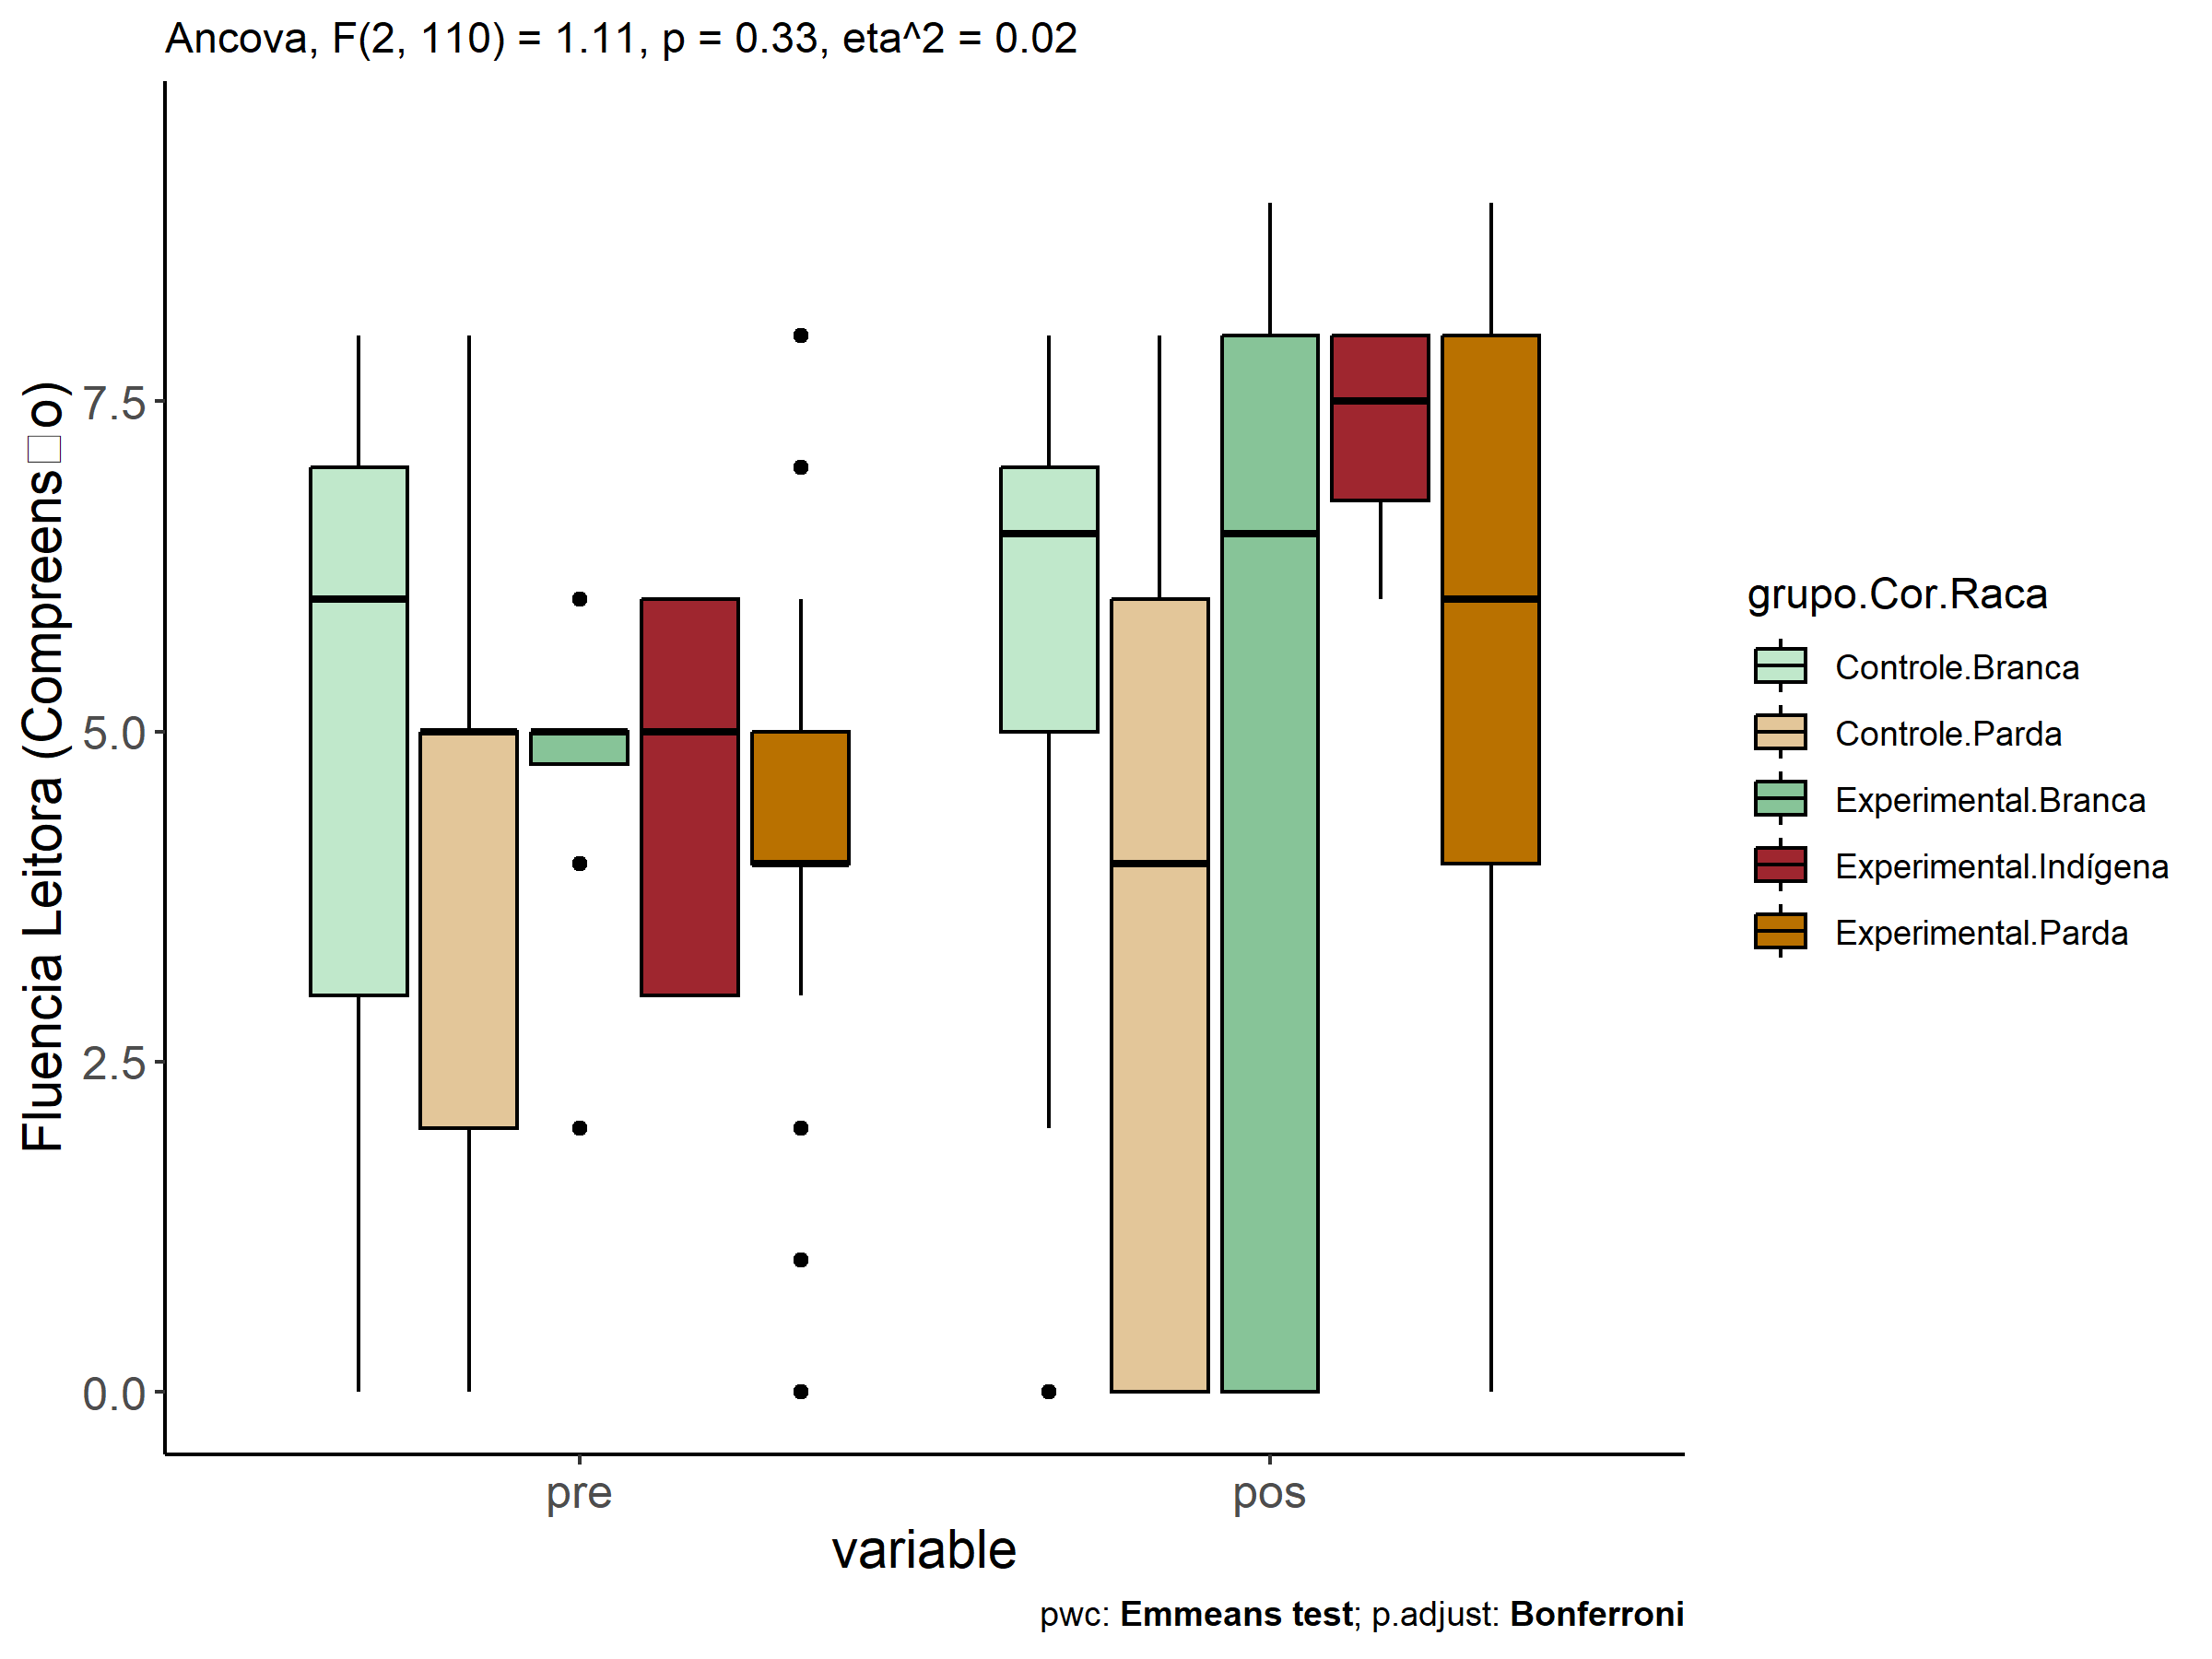 Ancova, F(2, 110) = 1.11, p = 0.33, eta^2 = 0.02
Fluencia Leitora (Compreens□o)
7.5
5.0
2.5
0.0
pre
pos
variable
grupo.Cor.Raca
Controle.Branca
Controle.Parda
Experimental.Branca
Experimental.Indígena
Experimental.Parda
pwc: Emmeans test; p.adjust: Bonferroni